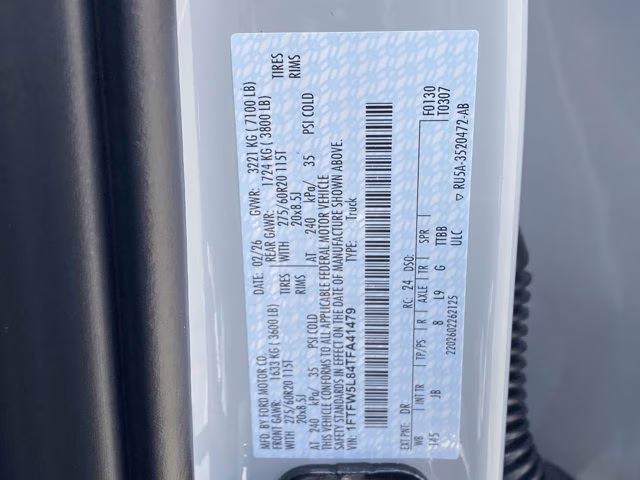 MFD. BY FORD MOTOR CO.
DATE: 02/26 GVWR: 3221 KG ( 7100 LB)
FRONT GAWR: 1633 KG ( 3600 LB) REAR GAWR: 1724 KG ( 3800 LB)
275/60R20 115T WITH 275/60R20 115T TIRES
20x8.5J RIMS 20x8.5J RIMS
AT 240 kPa/ 35 PSI COLD AT 240 kPa/ 35 PSI COLD
THIS VEHICLE CONFORMS TO ALL APPLICABLE FEDERAL MOTOR VEHICLE
SAFETY STANDARDS IN EFFECT ON THE DATE OF MANUFACTURE SHOWN ABOVE.
VIN: 1FTFW5L84TFA41479 TYPE: Truck
F0130
T0307
EXT PNT: DR RC: 24 DSO:
WB INT TR TP/PS R AXLE TR SPR
145 JB 8 L9 G TTBB
ULC
2202602262125
▽ RU5A-3520472-AB